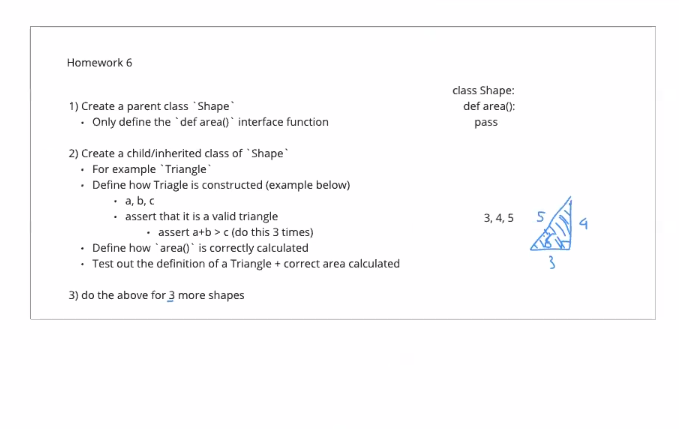 Homework 6
class Shape:
def area():
pass
1) Create a parent class `Shape`
• Only define the `def area()` interface function
2) Create a child/inherited class of `Shape`
• For example `Triangle`
• Define how Triagle is constructed (example below)
• a, b, c
• assert that it is a valid triangle
• assert a+b > c (do this 3 times)
• Define how `area()` is correctly calculated
• Test out the definition of a Triangle + correct area calculated
3, 4, 5
5
4
3
3) do the above for 3 more shapes